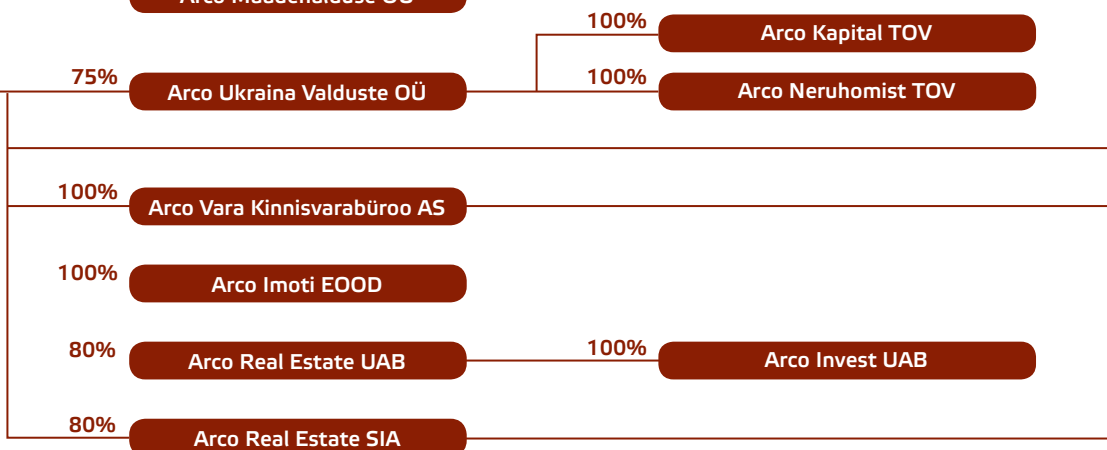 100%
Arco Kapital TOV
75%
Arco Ukraina Valduste OÜ
100%
Arco Neruhomist TOV
100%
Arco Vara Kinnisvarabüroo AS
100%
Arco Imoti EOOD
80%
Arco Real Estate UAB
100%
Arco Invest UAB
80%
Arco Real Estate SIA